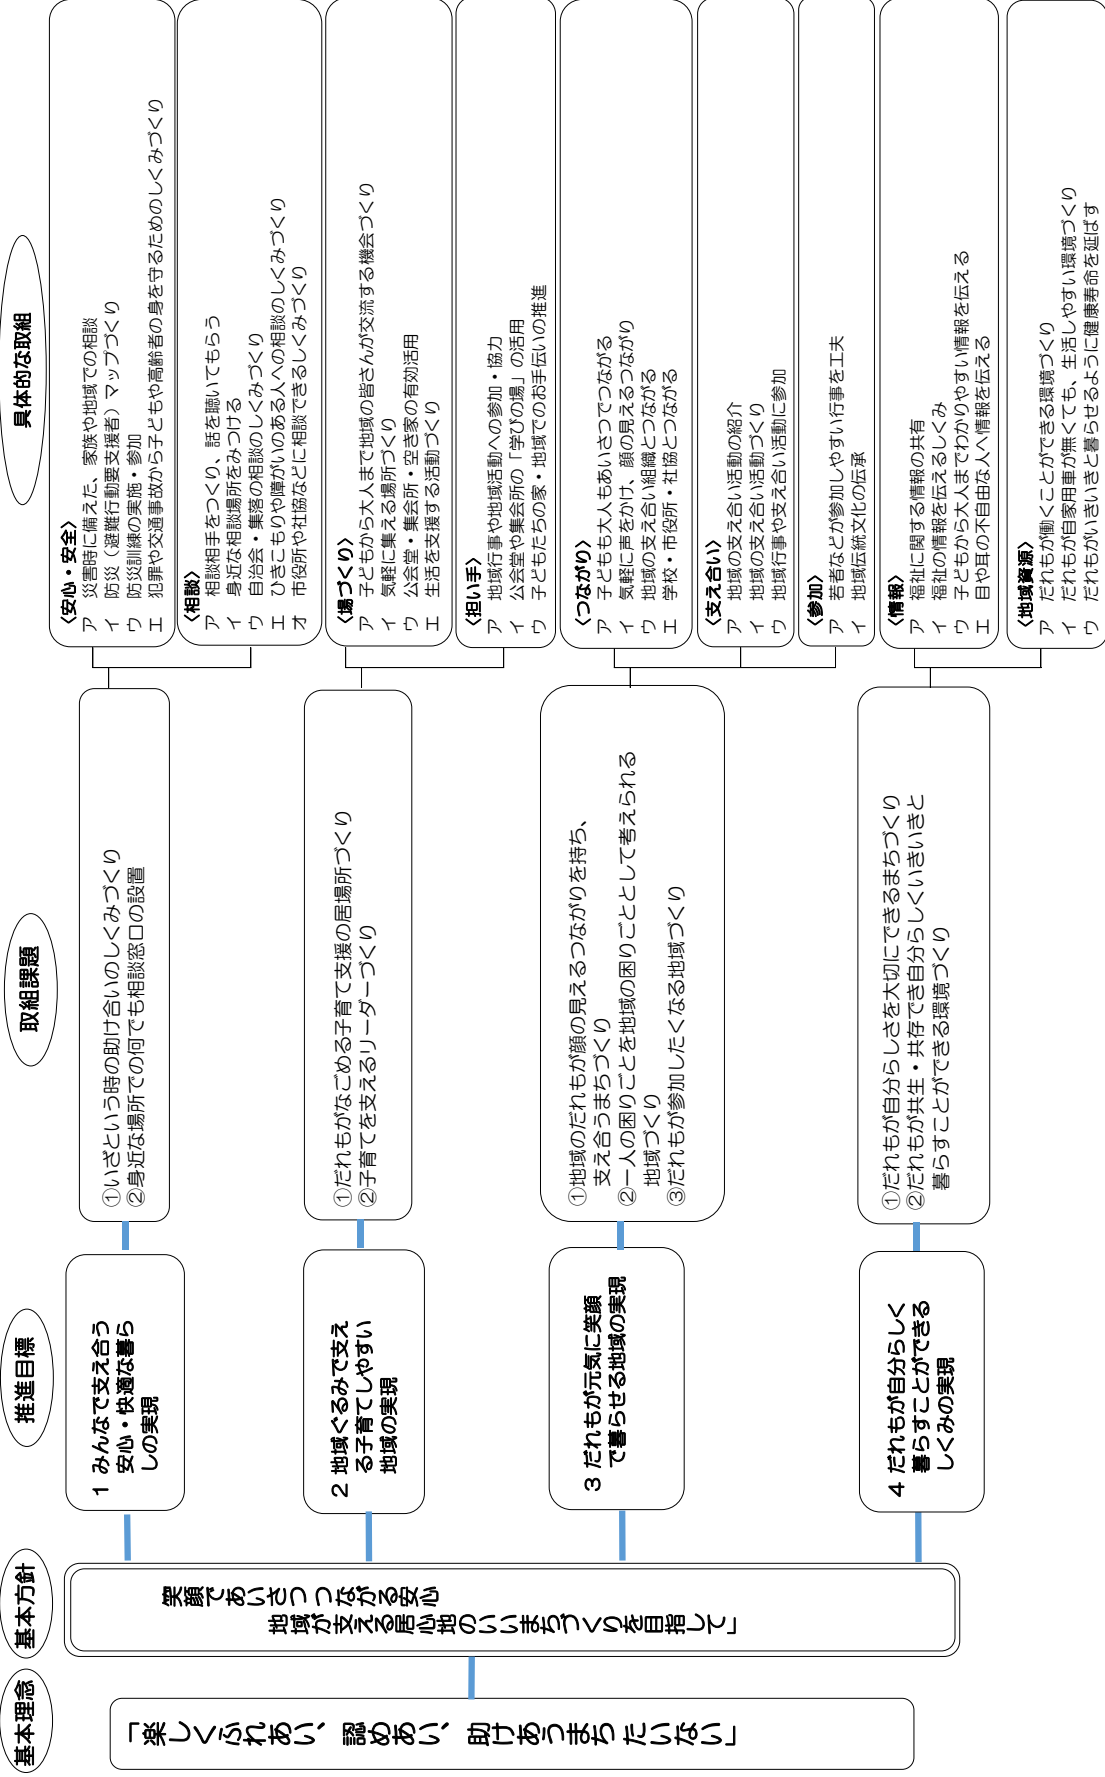 基本理念
「楽しくふれあい、認めあい、助けあうまち たいない」
基本方針
笑顔であいさつ つながる安心
地域が支える居心地のいいまちづくりを目指して」
推進目標
1 みんなで支え合う
安心・快適な暮ら
しの実現
2 地域ぐるみで支え
る子育てしやすい
地域の実現
3 だれもが元気に笑顔
で暮らせる地域の実現
4 だれもが自分らしく
暮らすことができる
しくみの実現
取組課題
①いざという時の助け合いのしくみづくり
②身近な場所での何でも相談窓口の設置
①だれもがなごめる子育て支援の居場所づくり
②子育てを支えるリーダーづくり
①地域のだれもが顔の見えるつながりを持ち、
支え合うまちづくり
②一人の困りごとを地域の困りごととして考えられる
地域づくり
③だれもが参加したくなる地域づくり
①だれもが自分らしさを大切にできるまちづくり
②だれもが共生・共存でき自分らしくいきいきと
暮らすことができる環境づくり
具体的な取組
〈安心・安全〉
ア 災害時に備えた、家族や地域での相談
イ 防災（避難行動要支援者）マップづくり
ウ 防災訓練の実施・参加
エ 犯罪や交通事故から子どもや高齢者の身を守るためのしくみづくり
〈相談〉
ア 相談相手をつくり、話を聴いてもらう
イ 身近な相談場所をみつける
ウ 自治会・集落の相談のしくみづくり
エ ひきこもりや障がいのある人への相談のしくみづくり
オ 市役所や社協などに相談できるしくみづくり
〈場づくり〉
ア 子どもから大人まで地域の皆さんが交流する機会づくり
イ 気軽に集える場所づくり
ウ 公会堂・集会所・空き家の有効活用
エ 生活を支援する活動づくり
〈担い手〉
ア 地域行事や地域活動への参加・協力
イ 公会堂や集会所の「学びの場」の活用
ウ 子どもたちの家・地域でのお手伝いの推進
〈つながり〉
ア 子どもも大人もあいさつでつながる
イ 気軽に声をかけ、顔の見えるつながり
ウ 地域の支え合い組織とつながる
エ 学校・市役所・社協とつながる
〈支え合い〉
ア 地域の支え合い活動の紹介
イ 地域の支え合い活動づくり
ウ 地域行事や支え合い活動に参加
〈参加〉
ア 若者などが参加しやすい行事を工夫
イ 地域伝統文化の伝承
〈情報〉
ア 福祉に関する情報の共有
イ 福祉の情報を伝えるしくみ
ウ 子どもから大人までわかりやすい情報を伝える
エ 目や耳の不自由な人へ情報を伝える
〈地域資源〉
ア だれもが働くことができる環境づくり
イ だれもが自家用車が無くても、生活しやすい環境づくり
ウ だれもがいきいきと暮らせるように健康寿命を延ばす